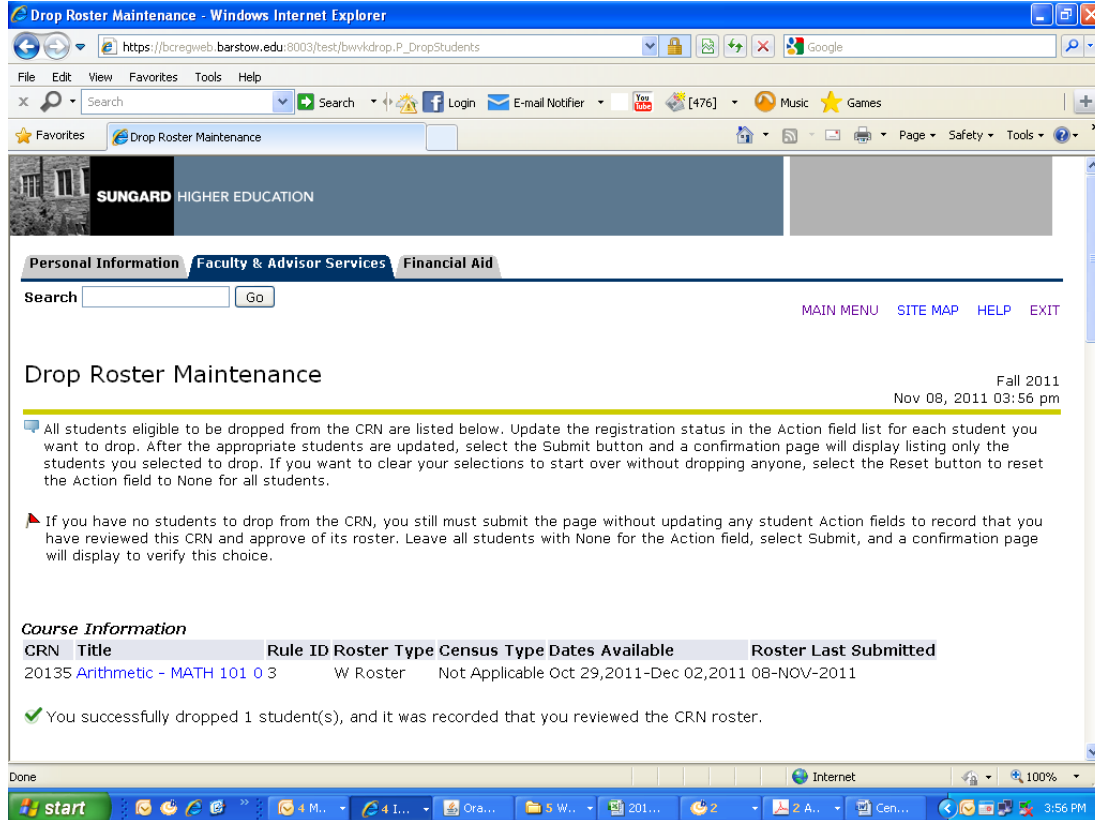 Drop Roster Maintenance - Windows Internet Explorer
https://bcregweb.barstow.edu:8003/test/bwvkdrop.P_DropStudents
Google
File Edit View Favorites Tools Help
x Search Search Login E-mail Notifier You Tube [476] Music Games
Favorites Drop Roster Maintenance Page Safety Tools
SUNGARD HIGHER EDUCATION
Personal Information Faculty & Advisor Services Financial Aid
Search Go
MAIN MENU SITE MAP HELP EXIT
Drop Roster Maintenance
Fall 2011
Nov 08, 2011 03:56 pm
All students eligible to be dropped from the CRN are listed below. Update the registration status in the Action field list for each student you
want to drop. After the appropriate students are updated, select the Submit button and a confirmation page will display listing only the
students you selected to drop. If you want to clear your selections to start over without dropping anyone, select the Reset button to reset
the Action field to None for all students.
If you have no students to drop from the CRN, you still must submit the page without updating any student Action fields to record that you
have reviewed this CRN and approve of its roster. Leave all students with None for the Action field, select Submit, and a confirmation page
will display to verify this choice.
Course Information
CRN Title Rule ID Roster Type Census Type Dates Available Roster Last Submitted
20135 Arithmetic - MATH 101 0 3 W Roster Not Applicable Oct 29,2011-Dec 02,2011 08-NOV-2011
You successfully dropped 1 student(s), and it was recorded that you reviewed the CRN roster.
Done Internet 100%
start 4 M... 4 I... Ora... 5 W... 201... 2 2 A... Cen... 3:56 PM